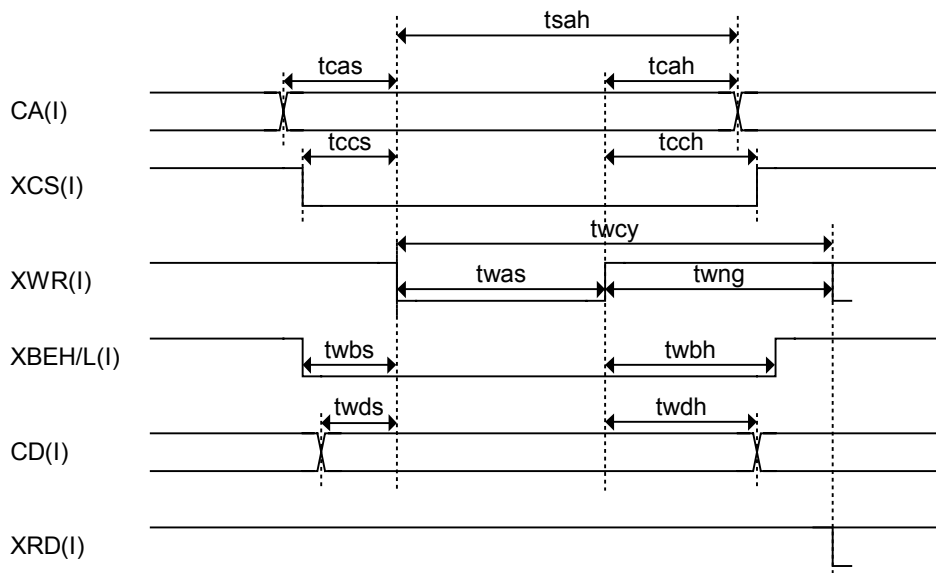 tsah
tcas tcah
CA(I)
tccs tcch
XCS(I)
twcy
XWR(I) twas twng
XBEH/L(I) twbs twbh
twds twdh
CD(I)
XRD(I)